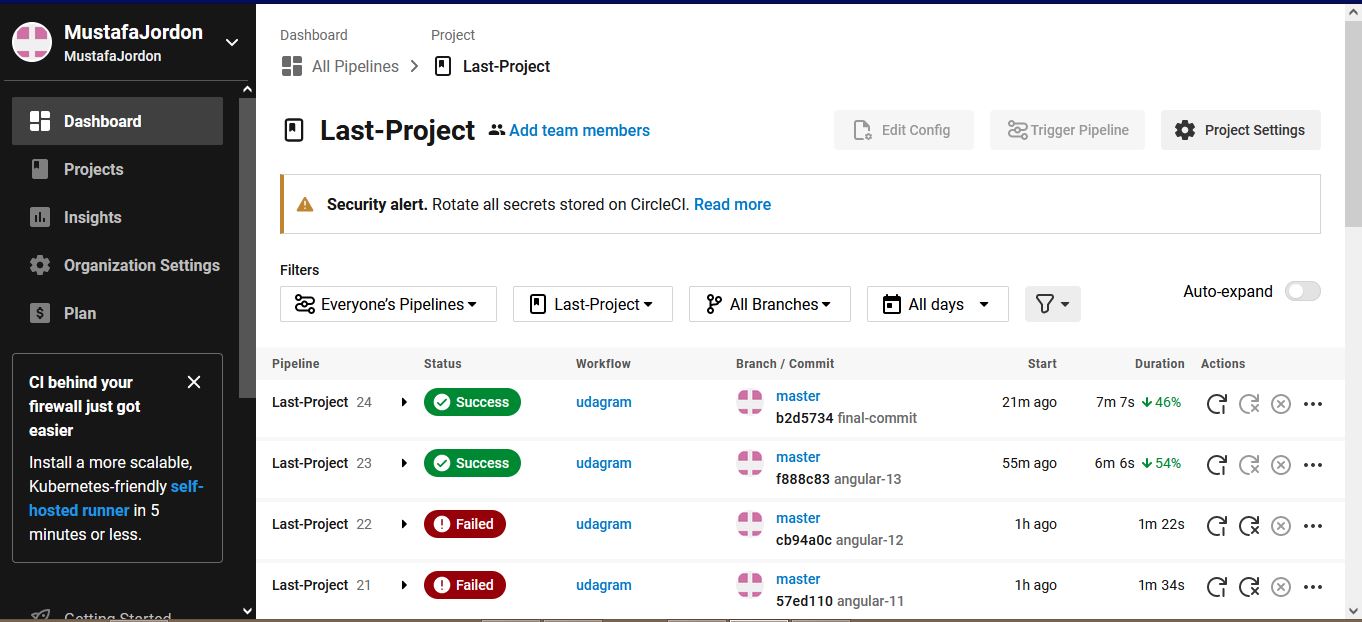 MustafaJordon
MustafaJordon
Dashboard
Projects
Insights
Organization Settings
Plan
CI behind your
firewall just got
easier
Install a more scalable,
Kubernetes-friendly self-
hosted runner in 5
minutes or less.
Getting Started
Dashboard Project
All Pipelines Last-Project
Last-Project Add team members Edit Config Trigger Pipeline Project Settings
Security alert. Rotate all secrets stored on CircleCI. Read more
Filters
Everyone’s Pipelines Last-Project All Branches All days Auto-expand
Pipeline Status Workflow Branch / Commit Start Duration Actions
Last-Project 24 Success udagram master 21m ago 7m 7s 46%
b2d5734 final-commit
Last-Project 23 Success udagram master 55m ago 6m 6s 54%
f888c83 angular-13
Last-Project 22 Failed udagram master 1h ago 1m 22s
cb94a0c angular-12
Last-Project 21 Failed udagram master 1h ago 1m 34s
57ed110 angular-11